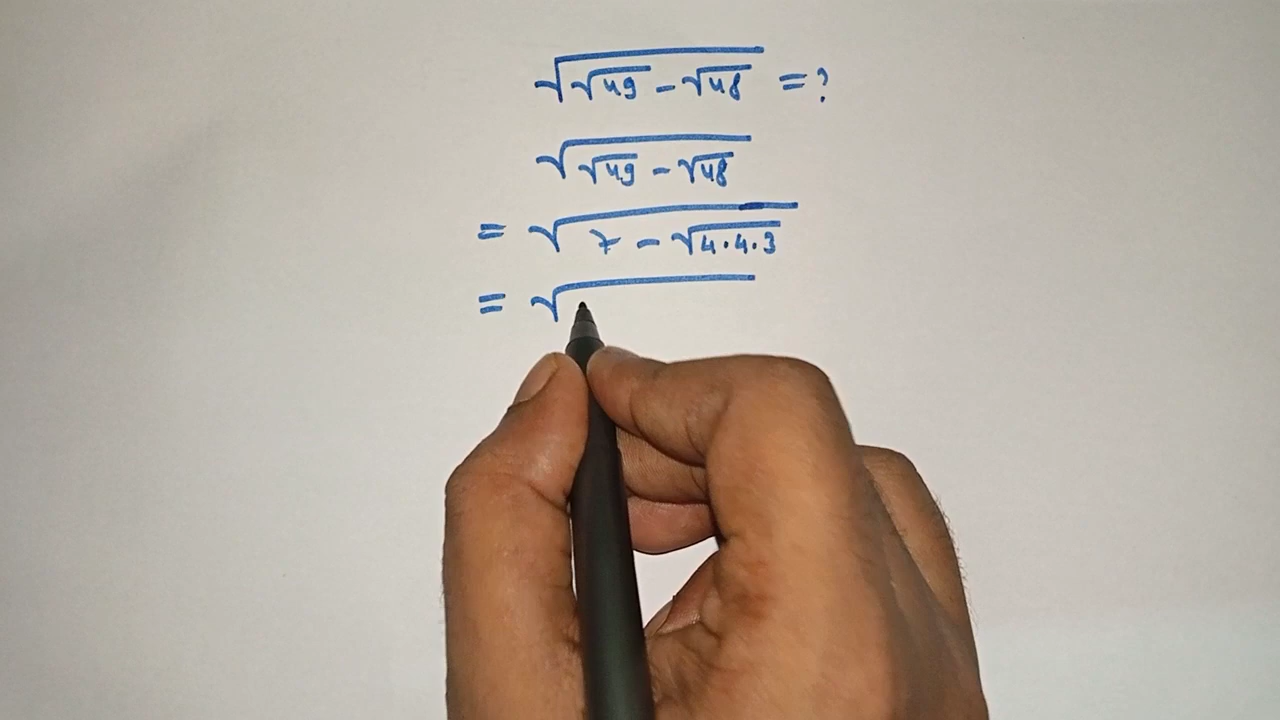 √(√49 - √48) = ?
√(√49 - √48)
= √(7 - √(4·4·3))
= √